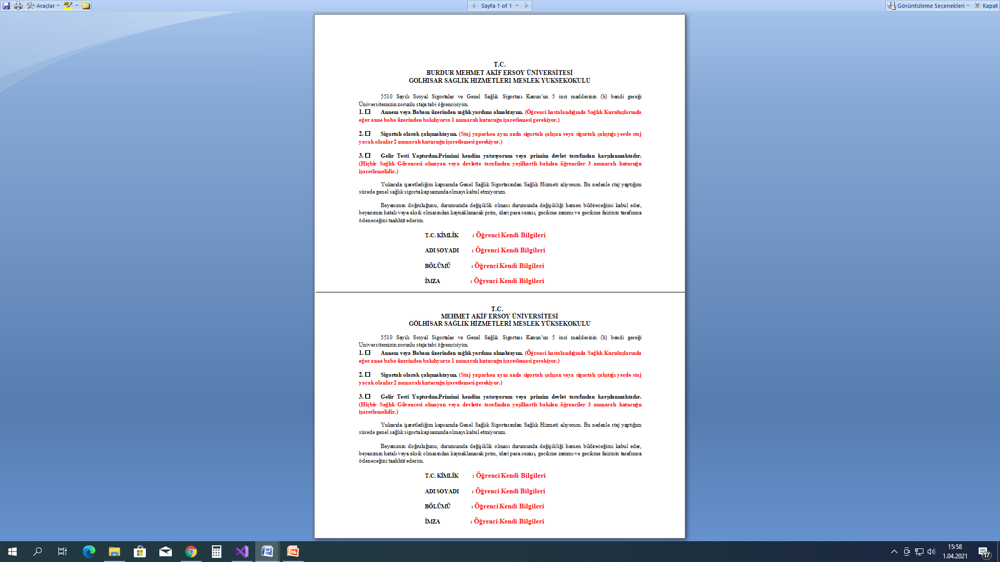 Araçlar
Sayfa 1 of 1
Görüntüleme Seçenekleri
Kapat
T.C.
BURDUR MEHMET AKİF ERSOY ÜNİVERSİTESİ
GOLHISAR SAGLIK HIZMETLERI MESLEK YUKSEKOKULU
5510 Sayılı Sosyal Sigortalar ve Genel Sağlık Sigortası Kanun’un 5 inci maddesinin (b) bendi gereği
Üniversitemizin zorunlu staja tabi öğrencisiyim.
1. ☐ Annem veya Babam üzerinden sağlık yardımı almaktayım. (Öğrenci hastalandığında Sağlık Kuruluşlarında
eğer anne baba üzerinden bakılıyorsa 1 numaralı kutucuğu işaretlemesi gerekiyor.)
2. ☐ Sigortalı olarak çalışmaktayım. (Staj yaparken aynı anda sigortalı çalışan veya sigortalı çalıştığı yerde staj
yacak olanlar 2 numaralı kutucuğu işaretlemesi gerekiyor.)
3. ☐ Gelir Testi Yaptırdım.Primimi kendim yatırıyorum veya primim devlet tarafından karşılanmaktadır.
(Hiçbir Sağlık Güvencesi olmayan veya devlette tarafından yeşilkartlı bakılan öğrenciler 3 numaralı kutucuğu
işaretlemelidir.)
Yukarıda işaretlediğim kapsamda Genel Sağlık Sigortasından Sağlık Hizmeti alıyorum. Bu nedenle staj yaptığım
sürede genel sağlık sigorta kapsamında olmayı kabul etmiyorum.
Beyanımın doğruluğunu, durumumda değişiklik olması durumunda değişikliği hemen bildireceğimi kabul eder,
beyanımın hatalı veya eksik olmasından kaynaklanacak prim, idari para cezası, gecikme zammı ve gecikme faizinin tarafımca
ödeneceğini taahhüt ederim.
T.C. KİMLİK : Öğrenci Kendi Bilgileri
ADI SOYADI : Öğrenci Kendi Bilgileri
BÖLÜMÜ : Öğrenci Kendi Bilgileri
İMZA : Öğrenci Kendi Bilgileri
T.C.
MEHMET AKİF ERSOY ÜNİVERSİTESİ
GÖLHİSAR SAĞLIK HİZMETLERİ MESLEK YÜKSEKOKULU
5510 Sayılı Sosyal Sigortalar ve Genel Sağlık Sigortası Kanun’un 5 inci maddesinin (b) bendi gereği
Universitemizin zorunlu staja tabi öğrencisiyim.
1. ☐ Annem veya Babam üzerinden sağlık yardımı almaktayım. (Öğrenci hastalandığında Sağlık Kuruluşlarında
eğer anne baba üzerinden bakılıyorsa 1 numaralı kutucuğu işaretlemesi gerekiyor.)
2. ☐ Sigortalı olarak çalışmaktayım. (Staj yaparken aynı anda sigortalı çalışan veya sigortalı çalıştığı yerde staj
yacak olanlar 2 numaralı kutucuğu işaretlemesi gerekiyor.)
3. ☐ Gelir Testi Yaptırdım.Primimi kendim yatırıyorum veya primim devlet tarafından karşılanmaktadır.
(Hiçbir Sağlık Güvencesi olmayan veya devlette tarafından yeşilkartlı bakılan öğrenciler 3 numaralı kutucuğu
işaretlemelidir.)
Yukarıda işaretlediğim kapsamda Genel Sağlık Sigortasından Sağlık Hizmeti alıyorum. Bu nedenle staj yaptığım
sürede genel sağlık sigorta kapsamında olmayı kabul etmiyorum.
Beyanımın doğruluğunu, durumumda değişiklik olması durumunda değişikliği hemen bildireceğimi kabul eder,
beyanımın hatalı veya eksik olmasından kaynaklanacak prim, idari para cezası, gecikme zammı ve gecikme faizinin tarafımca
ödeneceğini taahhüt ederim.
T.C. KİMLİK : Öğrenci Kendi Bilgileri
ADI SOYADI : Öğrenci Kendi Bilgileri
BÖLÜMÜ : Öğrenci Kendi Bilgileri
İMZA : Öğrenci Kendi Bilgileri
15:58
1.04.2021
17